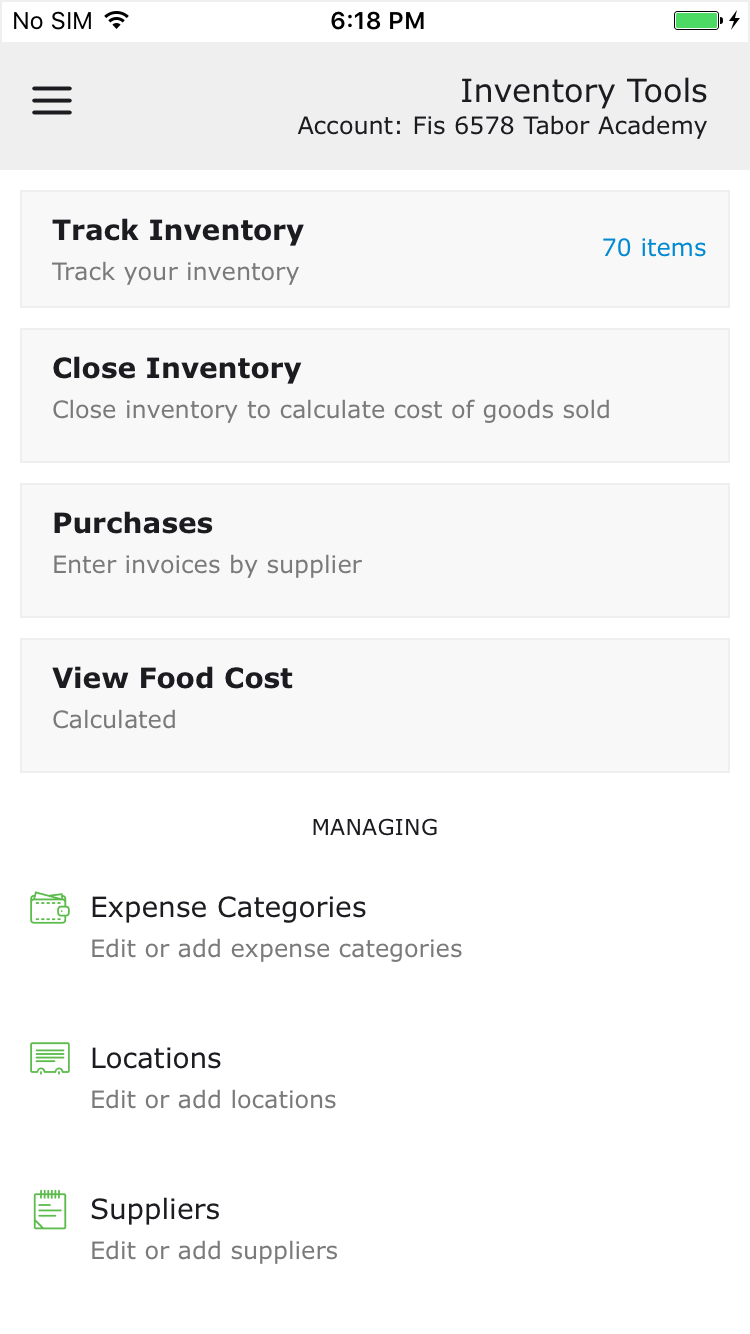 No SIM 6:18 PM
Inventory Tools
Account: Fis 6578 Tabor Academy
Track Inventory
Track your inventory
70 items
Close Inventory
Close inventory to calculate cost of goods sold
Purchases
Enter invoices by supplier
View Food Cost
Calculated
MANAGING
Expense Categories
Edit or add expense categories
Locations
Edit or add locations
Suppliers
Edit or add suppliers